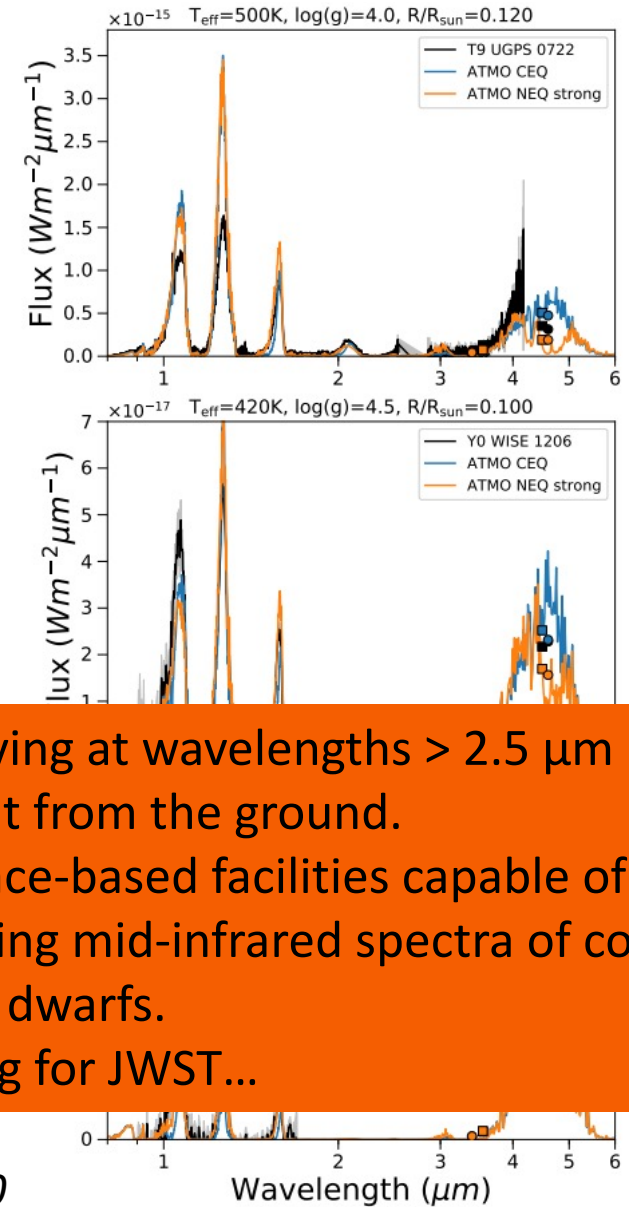 ×10⁻¹⁵ T_eff=500K, log(g)=4.0, R/R_sun=0.120
T9 UGPS 0722
ATMO CEQ
ATMO NEQ strong
Flux (Wm⁻²μm⁻¹)
3.5
3.0
2.5
2.0
1.5
1.0
0.5
0.0
1 2 3 4 5 6
×10⁻¹⁷ T_eff=420K, log(g)=4.5, R/R_sun=0.100
Y0 WISE 1206
ATMO CEQ
ATMO NEQ strong
lux (Wm⁻²μm⁻¹)
7
6
5
4
3
2
1
ving at wavelengths > 2.5 μm
t from the ground.
ce-based facilities capable of
ing mid-infrared spectra of co
dwarfs.
g for JWST...
0
1 2 3 4 5 6
Wavelength (μm)